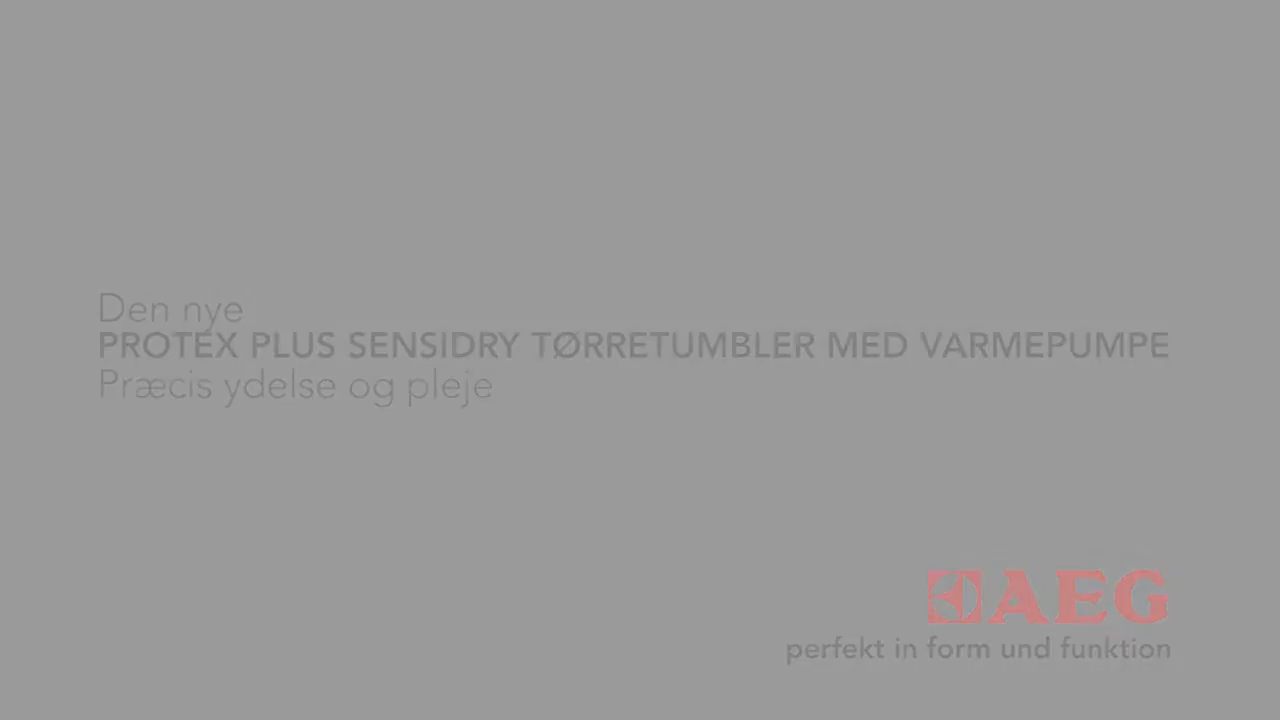 Den nye
PROTEX PLUS SENSIDRY TØRRETUMBLER MED VARMEPUMPE
Præcis ydelse og pleje
AEG
perfekt in form und funktion